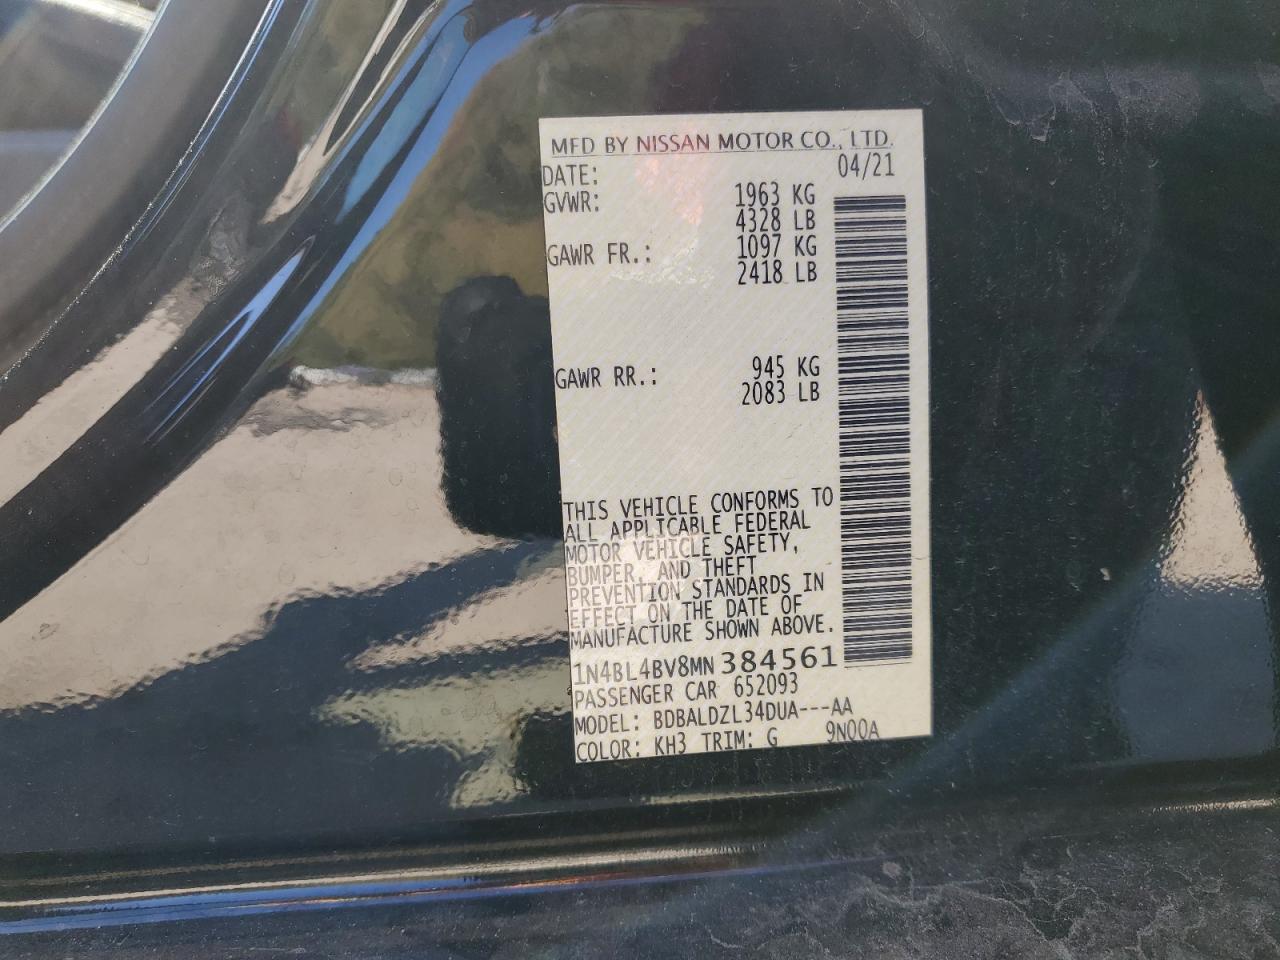 MFD BY NISSAN MOTOR CO., LTD.
DATE: 04/21
GVWR: 1963 KG
4328 LB
GAWR FR.: 1097 KG
2418 LB
GAWR RR.: 945 KG
2083 LB
THIS VEHICLE CONFORMS TO
ALL APPLICABLE FEDERAL
MOTOR VEHICLE SAFETY,
BUMPER, AND THEFT
PREVENTION STANDARDS IN
EFFECT ON THE DATE OF
MANUFACTURE SHOWN ABOVE.
1N4BL4BV8MN384561
PASSENGER CAR 652093
MODEL: BDBALDZL34DUA---AA
COLOR: KH3 TRIM: G 9N00A